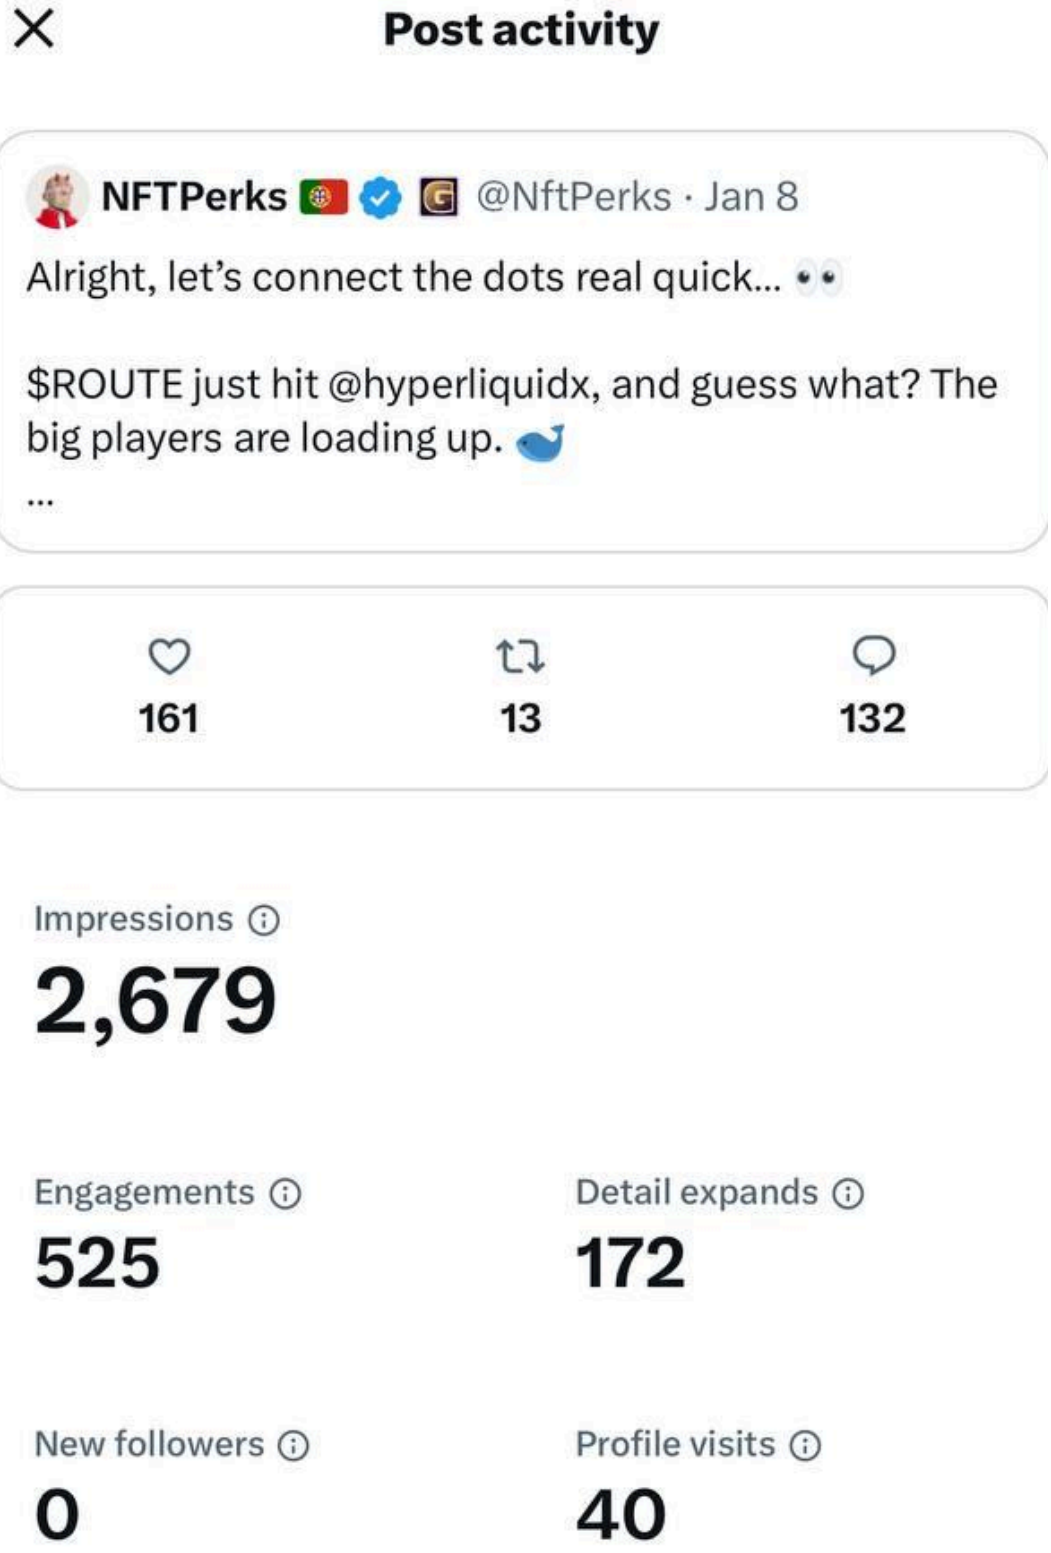 Post activity
NFTPerks 🇵🇹 G @NftPerks · Jan 8
Alright, let's connect the dots real quick... 👀
$ROUTE just hit @hyperliquidx, and guess what? The
big players are loading up. 🐳
...
161
13
132
Impressions
2,679
Engagements
Detail expands
525
172
New followers
Profile visits
0
40